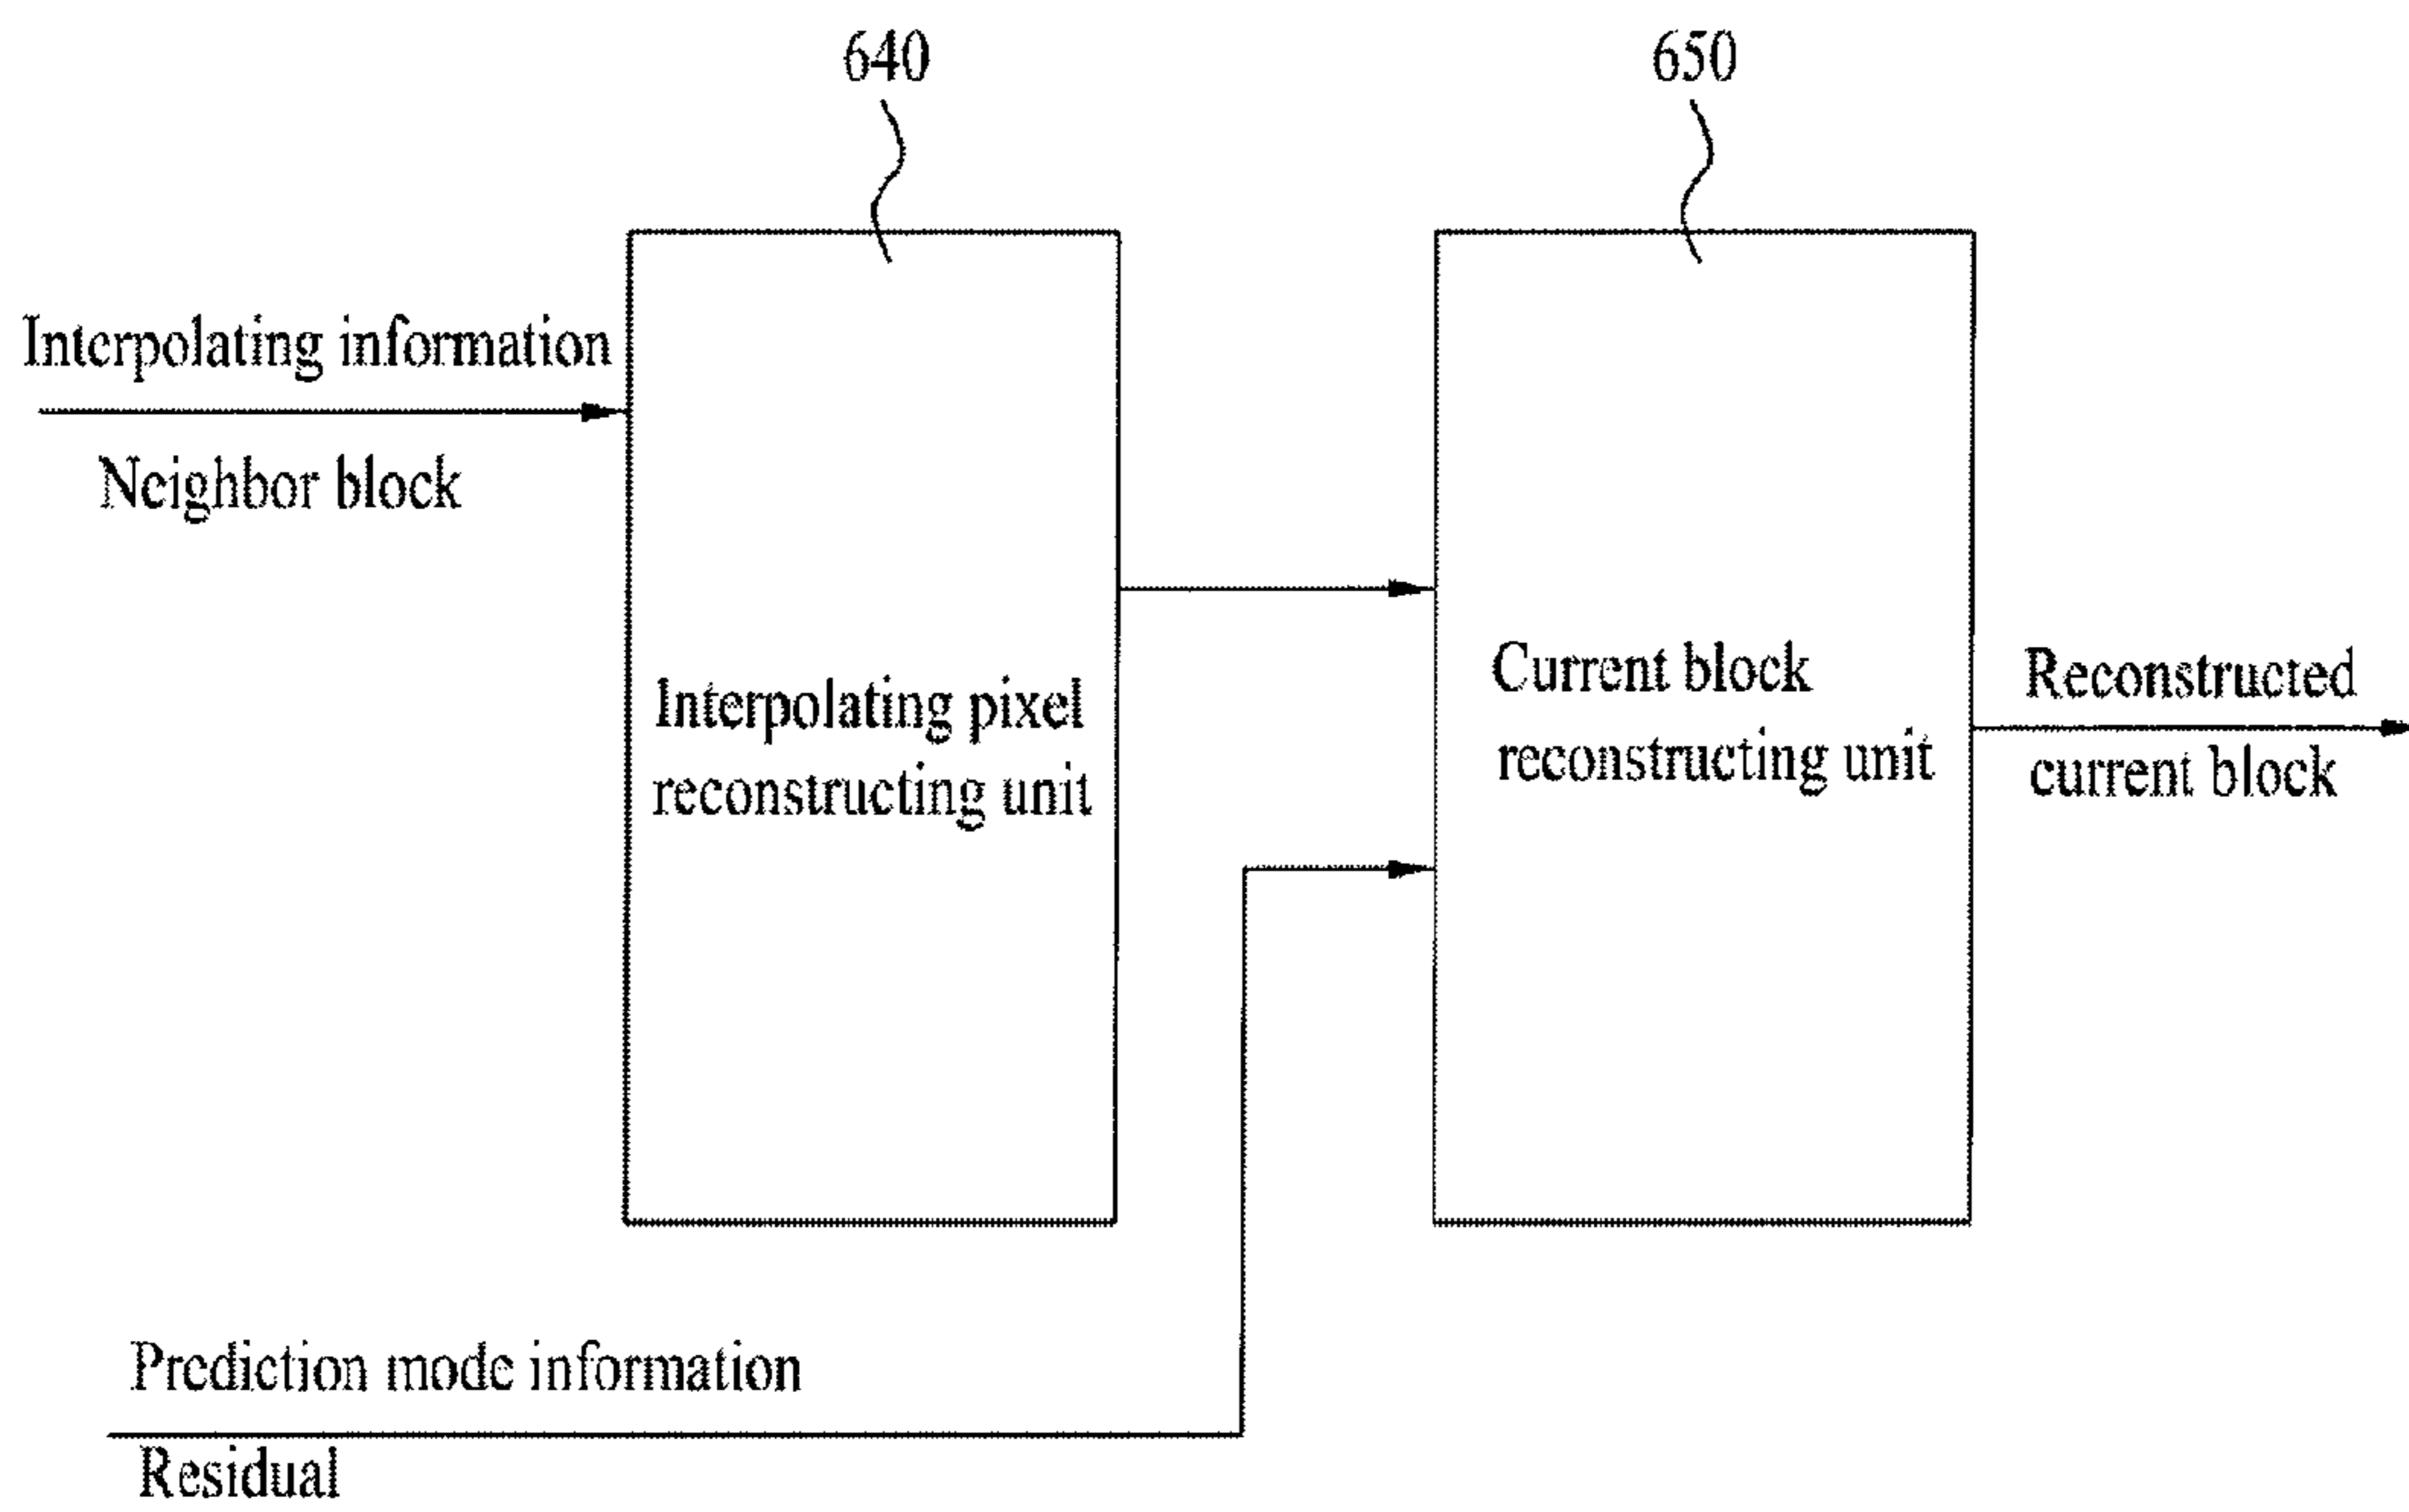 640
650
Interpolating information
Neighbor block
Interpolating pixel
reconstructing unit
Current block
reconstructing unit
Reconstructed
current block
Prediction mode information
Residual